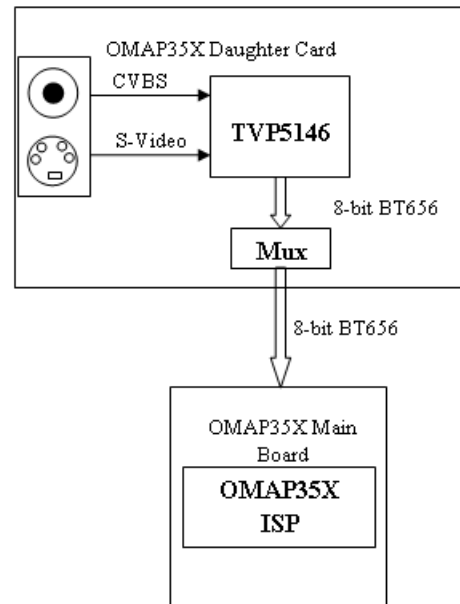 OMAP35X Daughter Card
CVBS
TVP5146
S-Video
8-bit BT656
Mux
8-bit BT656
OMAP35X Main
Board
OMAP35X
ISP